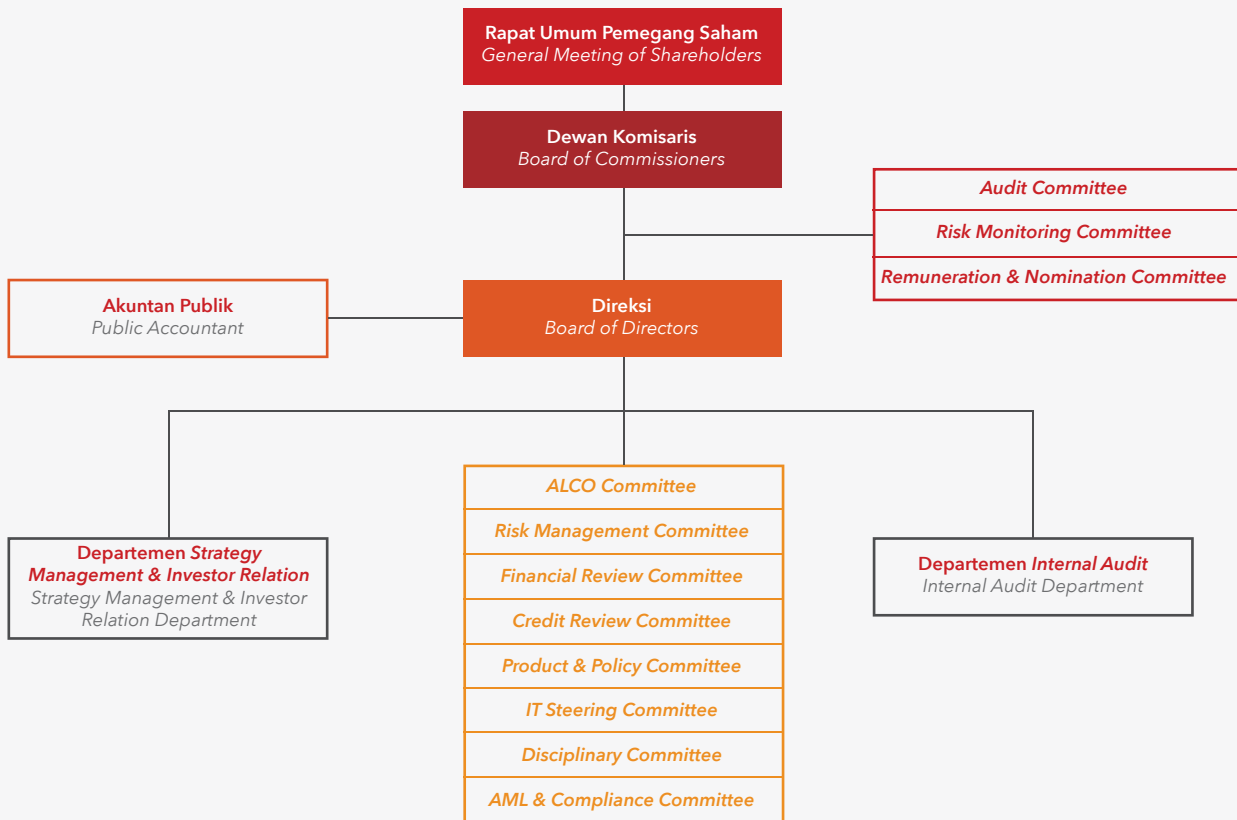 Rapat Umum Pemegang Saham
General Meeting of Shareholders
Dewan Komisaris
Board of Commissioners
Audit Committee
Risk Monitoring Committee
Remuneration & Nomination Committee
Akuntan Publik
Public Accountant
Direksi
Board of Directors
Departemen Strategy
Management & Investor Relation
Strategy Management & Investor
Relation Department
ALCO Committee
Risk Management Committee
Financial Review Committee
Credit Review Committee
Product & Policy Committee
IT Steering Committee
Disciplinary Committee
AML & Compliance Committee
Departemen Internal Audit
Internal Audit Department